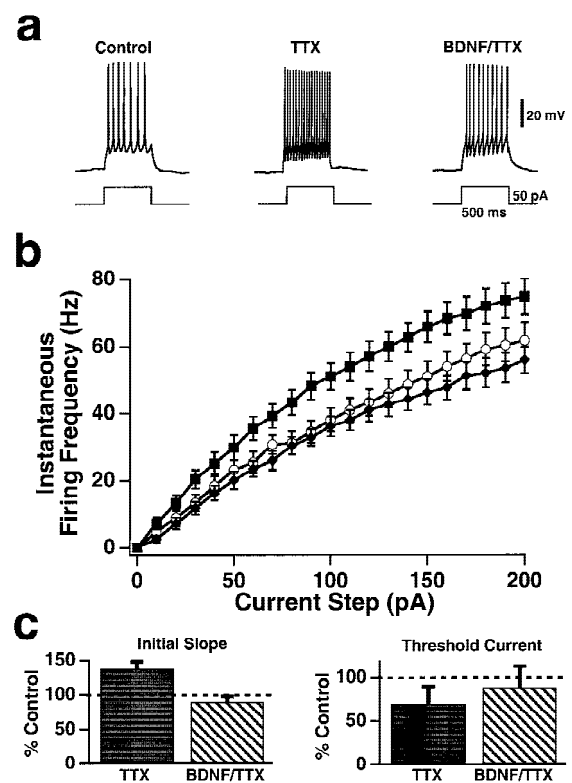 a
Control
TTX
BDNF/TTX
20 mV
50 pA
500 ms
b
80
60
40
20
0
Instantaneous
Firing Frequency (Hz)
0
50
100
150
200
Current Step (pA)
c
Initial Slope
150
100
50
0
% Control
TTX
BDNF/TTX
Threshold Current
100
50
0
% Control
TTX
BDNF/TTX